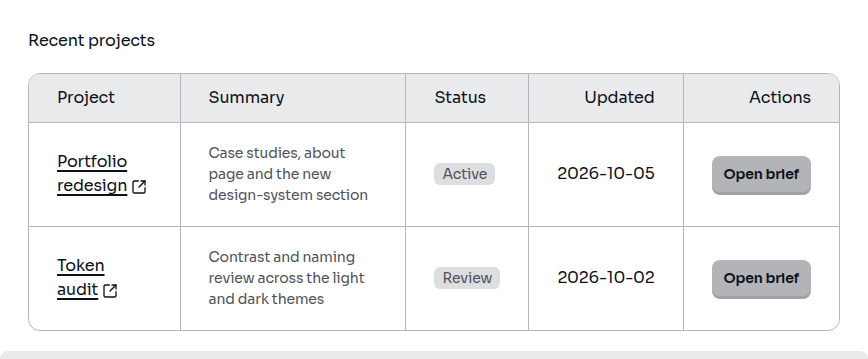 Recent projects
Project Summary Status Updated Actions
Portfolio
redesign
Case studies, about
page and the new
design-system section
Active
2026-10-05
Open brief
Token
audit
Contrast and naming
review across the light
and dark themes
Review
2026-10-02
Open brief